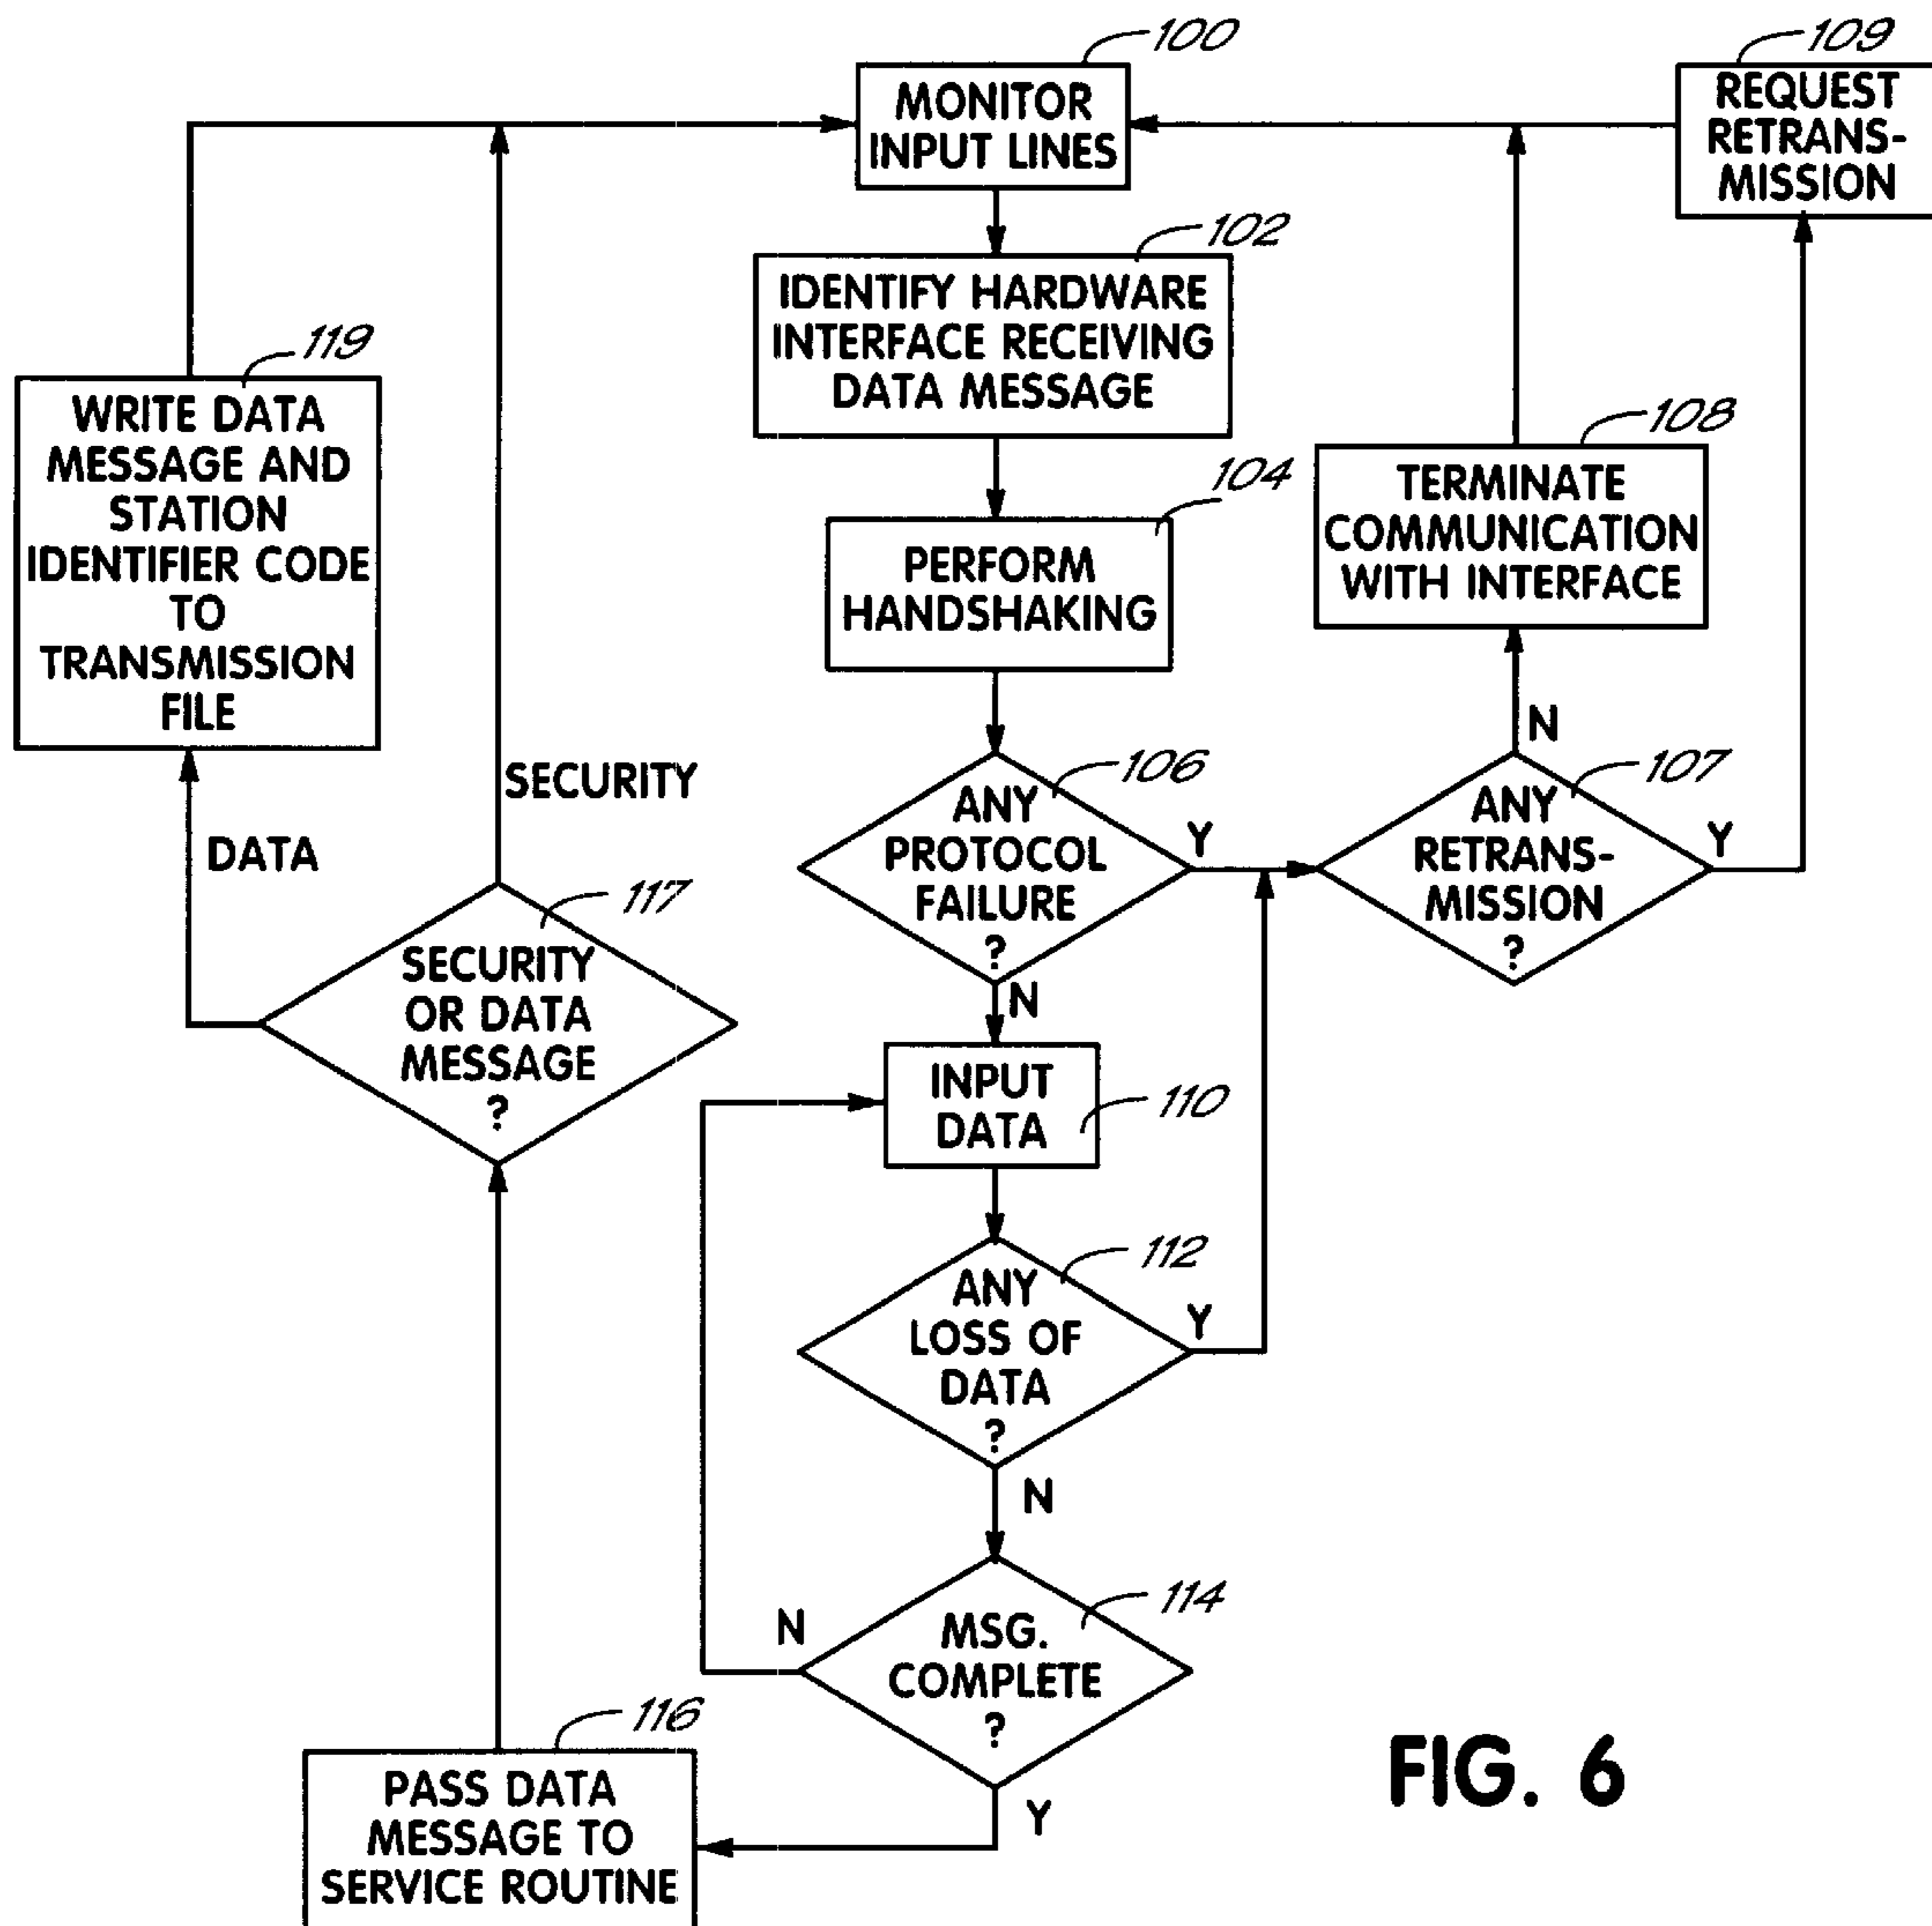 100
MONITOR
INPUT LINES
109
REQUEST
RETRANS-
MISSION
102
IDENTIFY HARDWARE
INTERFACE RECEIVING
DATA MESSAGE
119
WRITE DATA
MESSAGE AND
STATION
IDENTIFIER CODE
TO
TRANSMISSION
FILE
104
PERFORM
HANDSHAKING
108
TERMINATE
COMMUNICATION
WITH INTERFACE
N
SECURITY
DATA
106
ANY
PROTOCOL
FAILURE
?
Y
N
107
ANY
RETRANS-
MISSION
?
Y
117
SECURITY
OR DATA
MESSAGE
?
INPUT
DATA
110
112
ANY
LOSS OF
DATA
?
Y
N
114
MSG.
COMPLETE
?
N
Y
116
PASS DATA
MESSAGE TO
SERVICE ROUTINE
FIG. 6